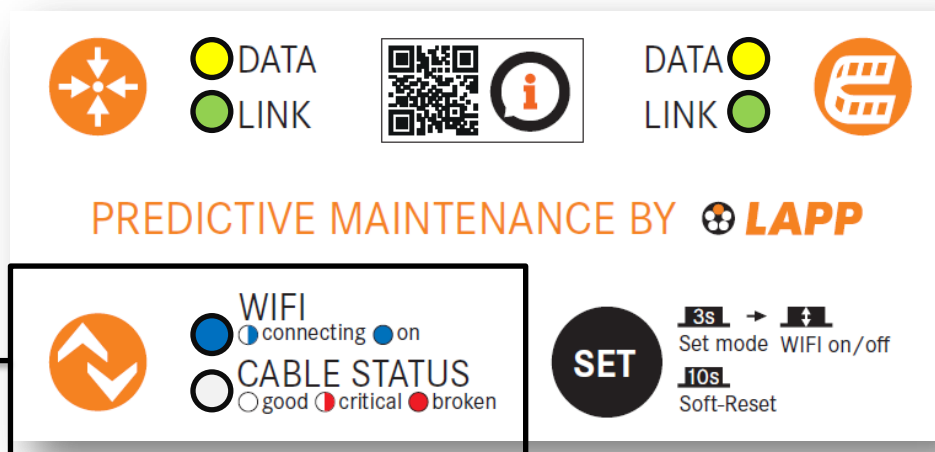 DATA
LINK
i
DATA
LINK
PREDICTIVE MAINTENANCE BY LAPP
WIFI
connecting on
CABLE STATUS
good critical broken
SET
3s
Set mode WIFI on/off
10s
Soft-Reset